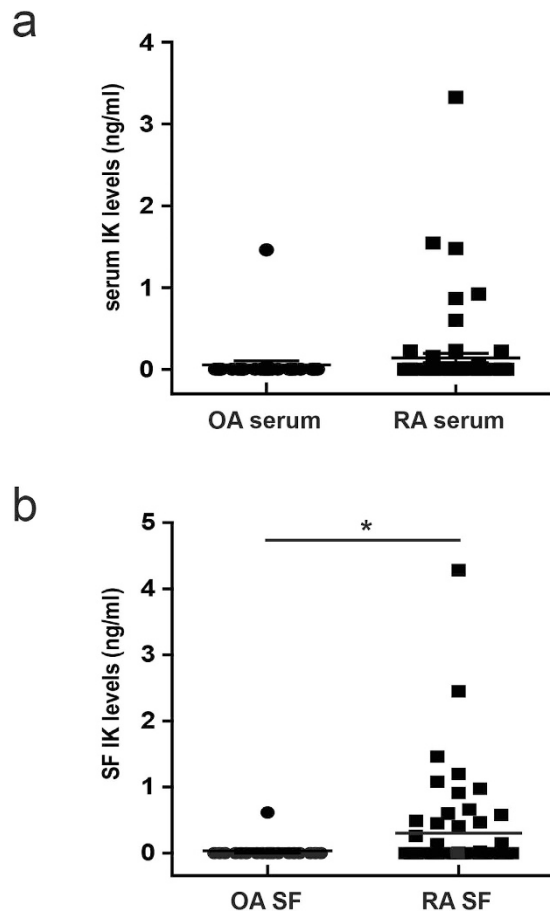 a
serum IK levels (ng/ml)
4
3
2
1
0
OA serum RA serum
b
SF IK levels (ng/ml)
5
4
3
2
1
0
*
OA SF RA SF